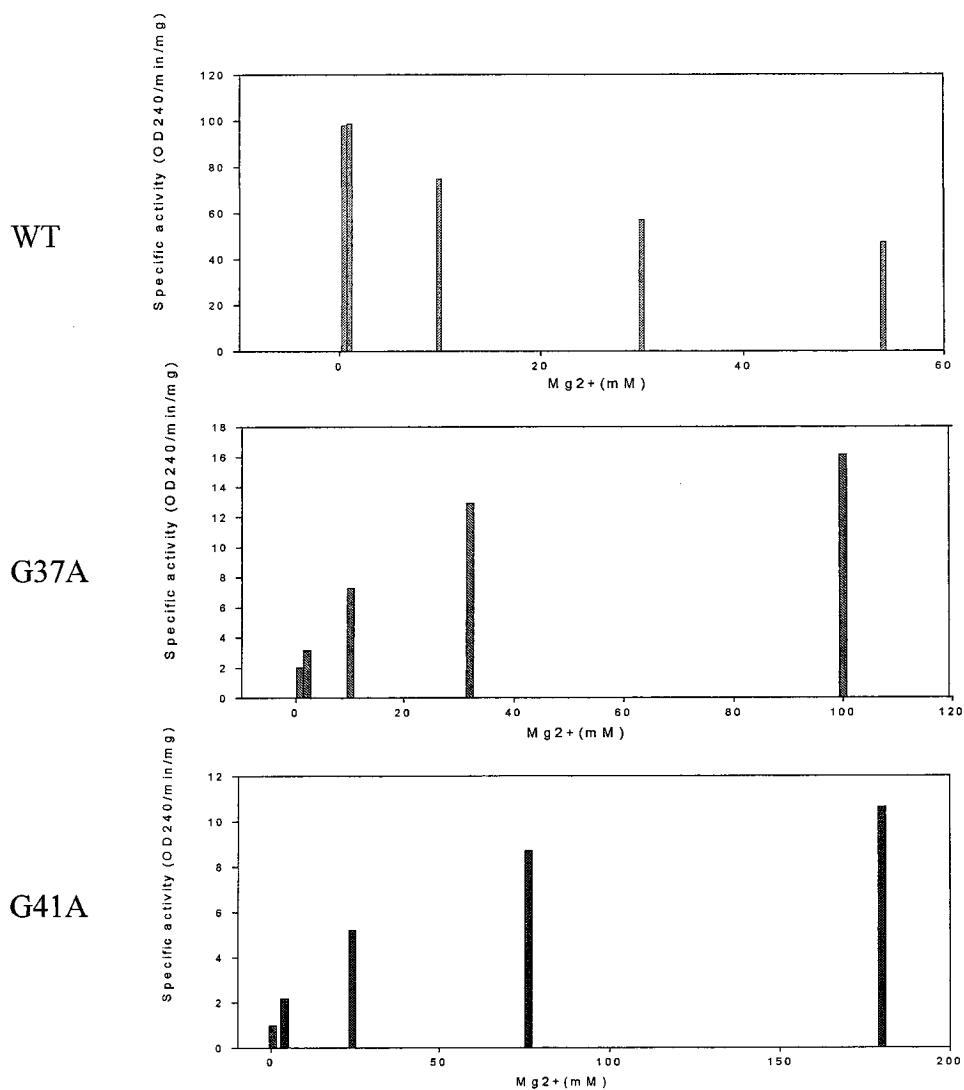 WT
Specific activity (OD240/min/mg)
120
100
80
60
40
20
0
0 20 40 60
Mg2+(mM)
G37A
Specific activity (OD240/min/mg)
18
16
14
12
10
8
6
4
2
0
0 20 40 60 80 100 120
Mg2+(mM)
G41A
Specific activity (OD240/min/mg)
12
10
8
6
4
2
0
0 50 100 150 200
Mg2+(mM)